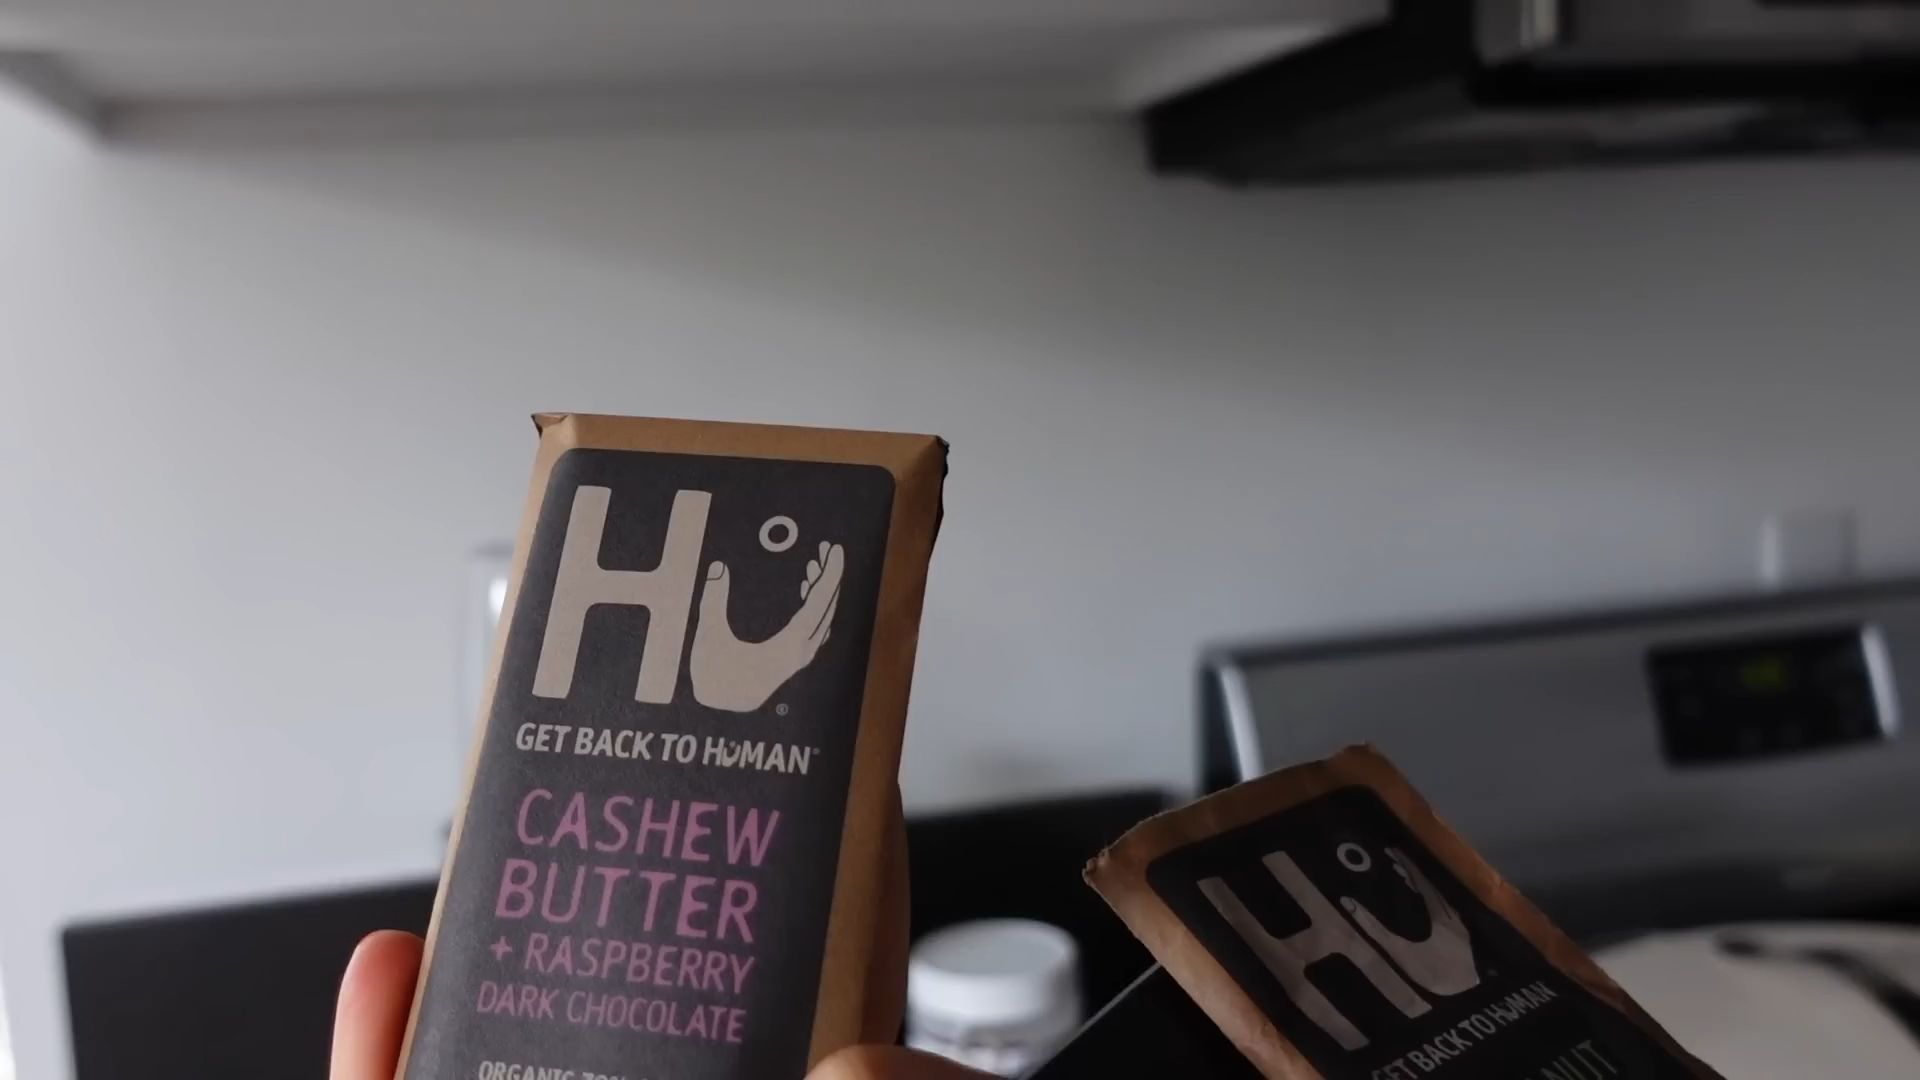 HU
GET BACK TO HUMAN
CASHEW
BUTTER
+ RASPBERRY
DARK CHOCOLATE
ORGANIC
HU
GET BACK TO HUMAN